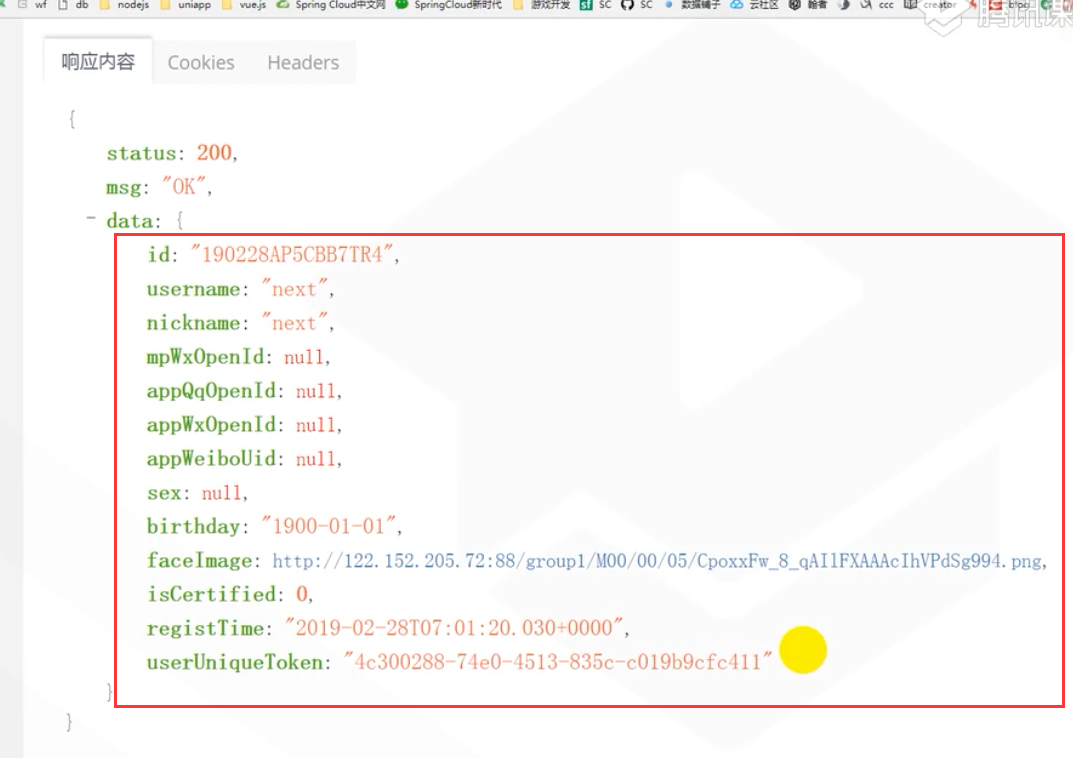 wf db nodejs uniapp vue.js Spring Cloud中文网 SpringCloud新时代 游戏开发 SC SC 数据铺子 云社区 翰者 ccc creator blog
腾讯课
响应内容 Cookies Headers
{
status: 200,
msg: "OK",
− data: {
id: "190228AP5CBB7TR4",
username: "next",
nickname: "next",
mpWxOpenId: null,
appQqOpenId: null,
appWxOpenId: null,
appWeiboUid: null,
sex: null,
birthday: "1900-01-01",
faceImage: http://122.152.205.72:88/group1/M00/00/05/CpoxxFw_8_qAIlFXAAAcIhVPdSg994.png,
isCertified: 0,
registTime: "2019-02-28T07:01:20.030+0000",
userUniqueToken: "4c300288-74e0-4513-835c-c019b9cfc411"
}
}